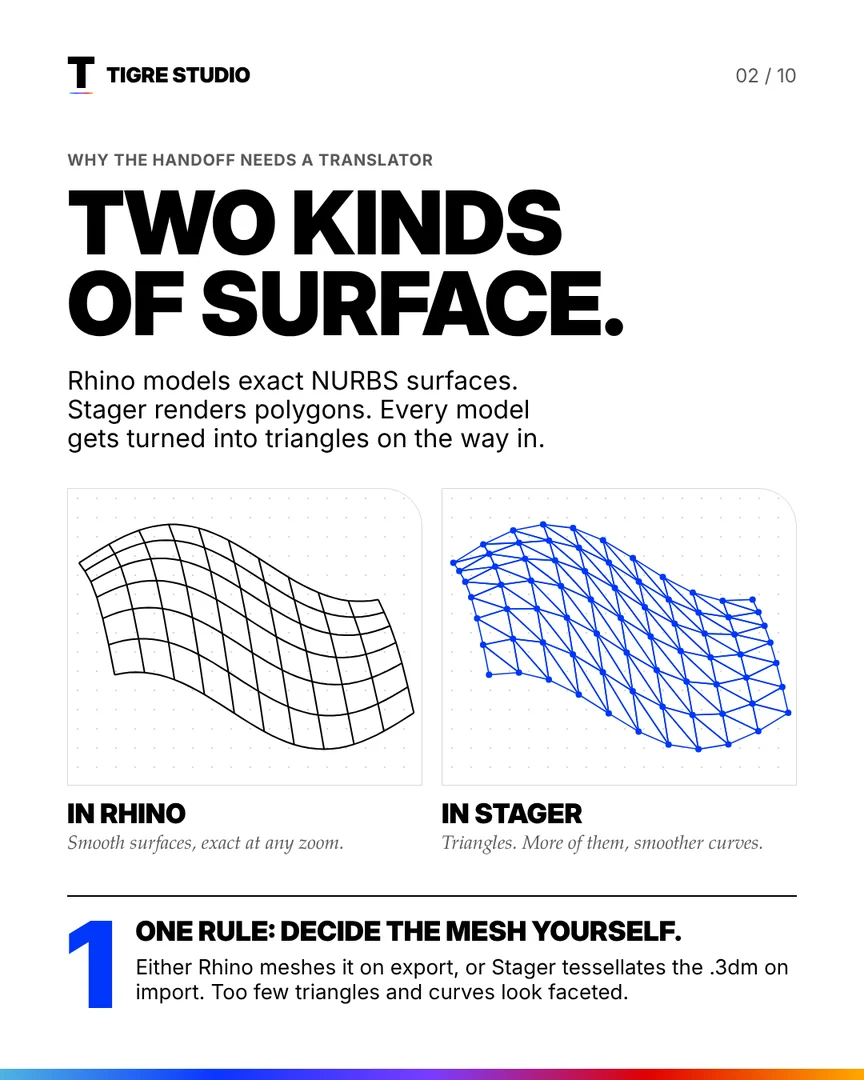 T TIGRE STUDIO
02 / 10
WHY THE HANDOFF NEEDS A TRANSLATOR
TWO KINDS
OF SURFACE.
Rhino models exact NURBS surfaces.
Stager renders polygons. Every model
gets turned into triangles on the way in.
IN RHINO
Smooth surfaces, exact at any zoom.
IN STAGER
Triangles. More of them, smoother curves.
1
ONE RULE: DECIDE THE MESH YOURSELF.
Either Rhino meshes it on export, or Stager tessellates the .3dm on
import. Too few triangles and curves look faceted.